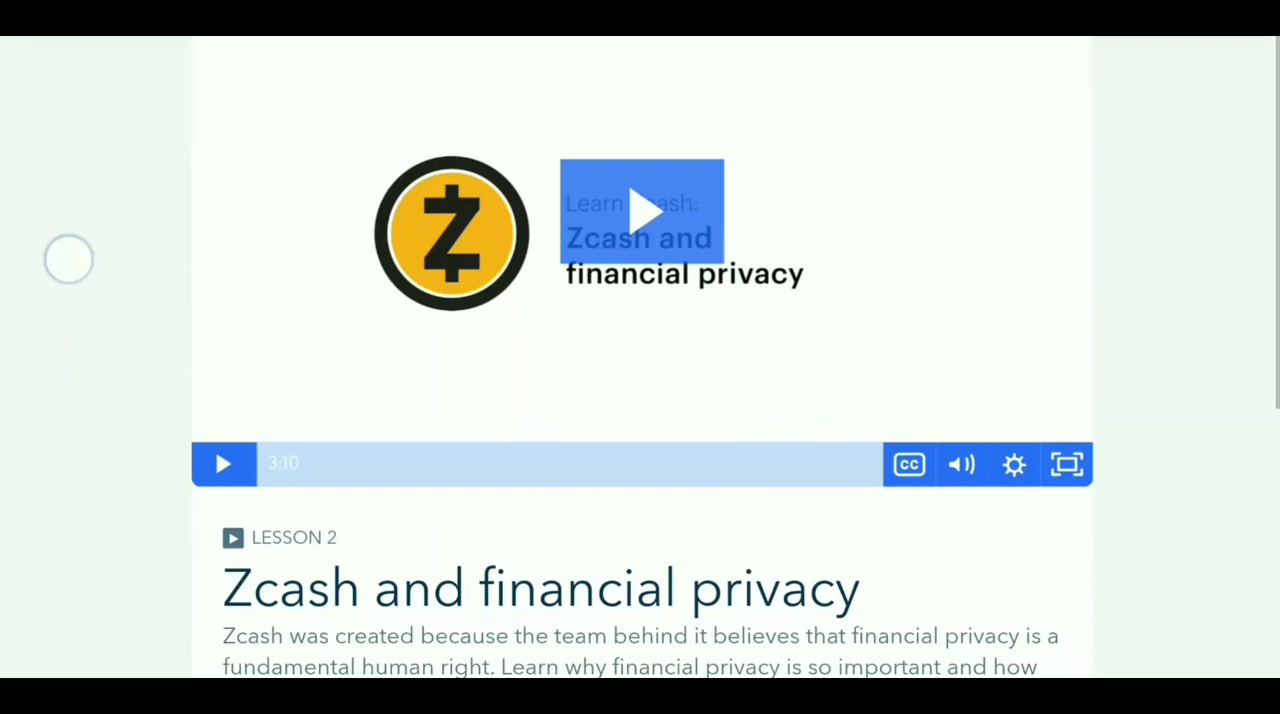 Learn Zcash:
Zcash and
financial privacy
3:10
CC
LESSON 2
Zcash and financial privacy
Zcash was created because the team behind it believes that financial privacy is a
fundamental human right. Learn why financial privacy is so important and how